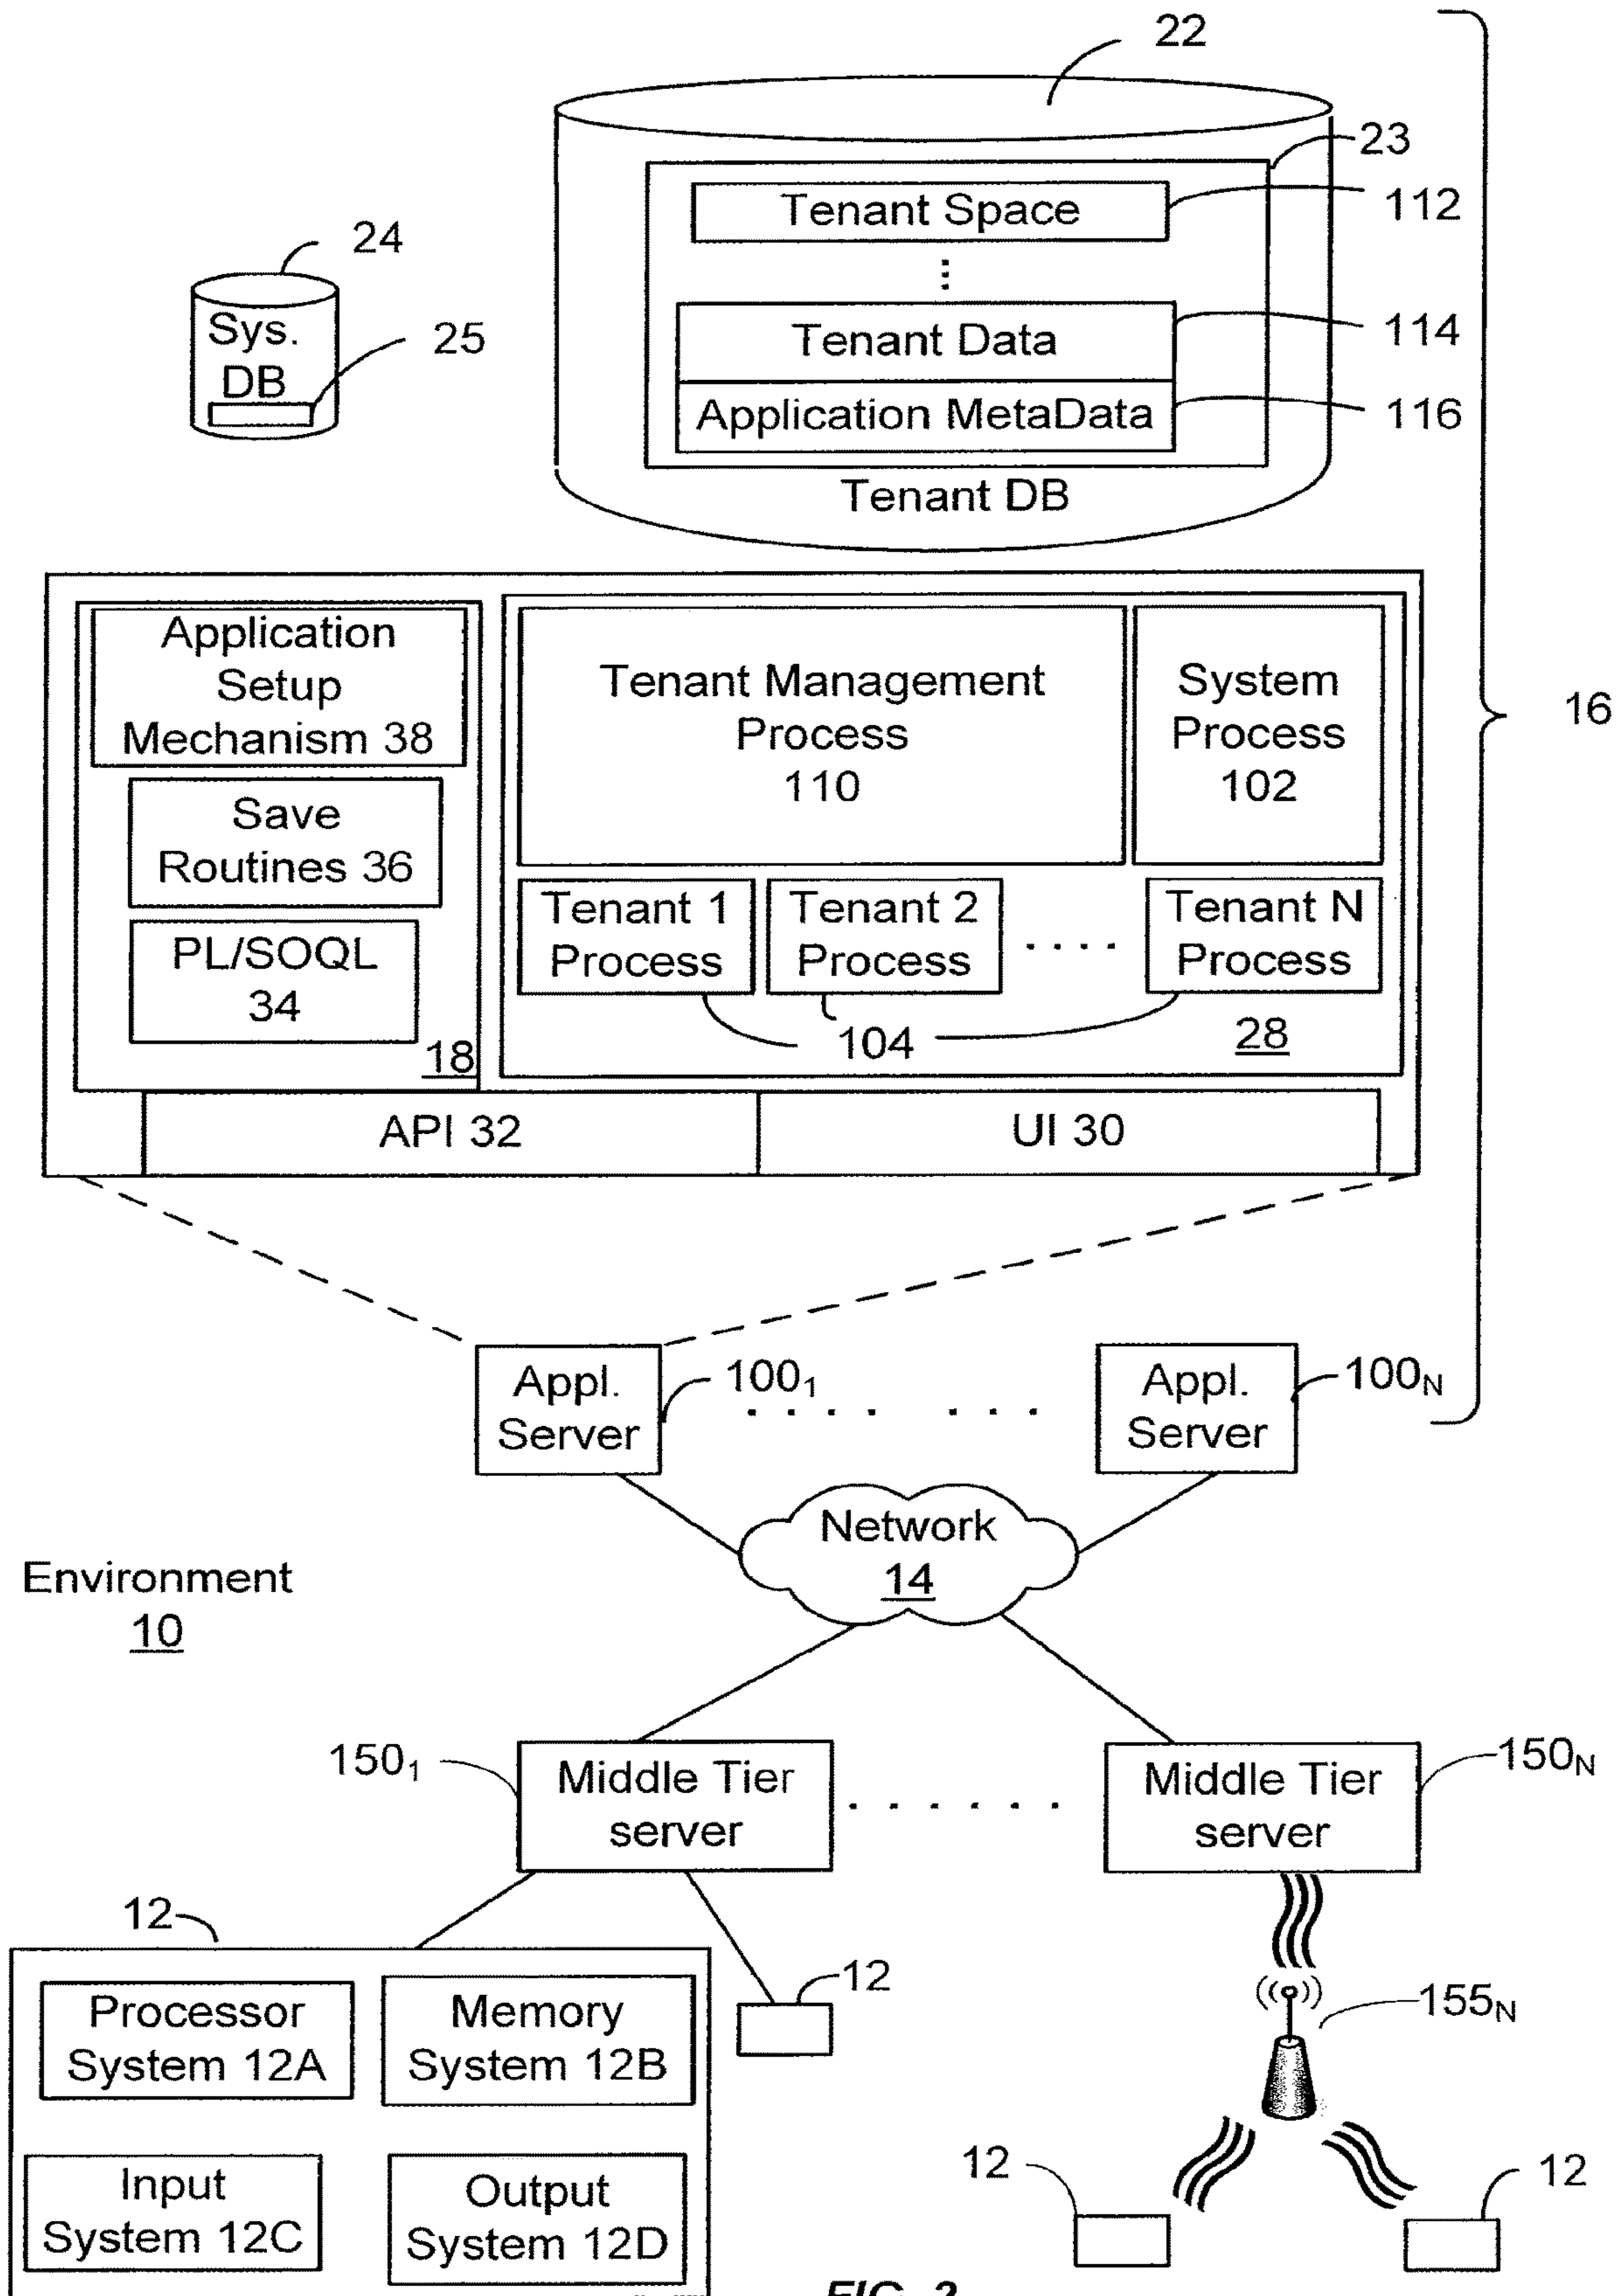 22
23
Tenant Space
112
24
Sys.
DB
25
Tenant Data
114
Application MetaData
116
Tenant DB
16
Application
Setup
Mechanism 38
Tenant Management
Process
110
System
Process
102
Save
Routines 36
PL/SOQL
34
18
Tenant 1
Process
Tenant 2
Process
. . . .
Tenant N
Process
104
28
API 32
UI 30
Appl.
Server
100₁
. . . . . . .
Appl.
Server
100N
Network
14
Environment
10
150₁
Middle Tier
server
. . . . . .
Middle Tier
server
150N
12
Processor
System 12A
Memory
System 12B
Input
System 12C
Output
System 12D
12
155N
12
12
FIG. 2